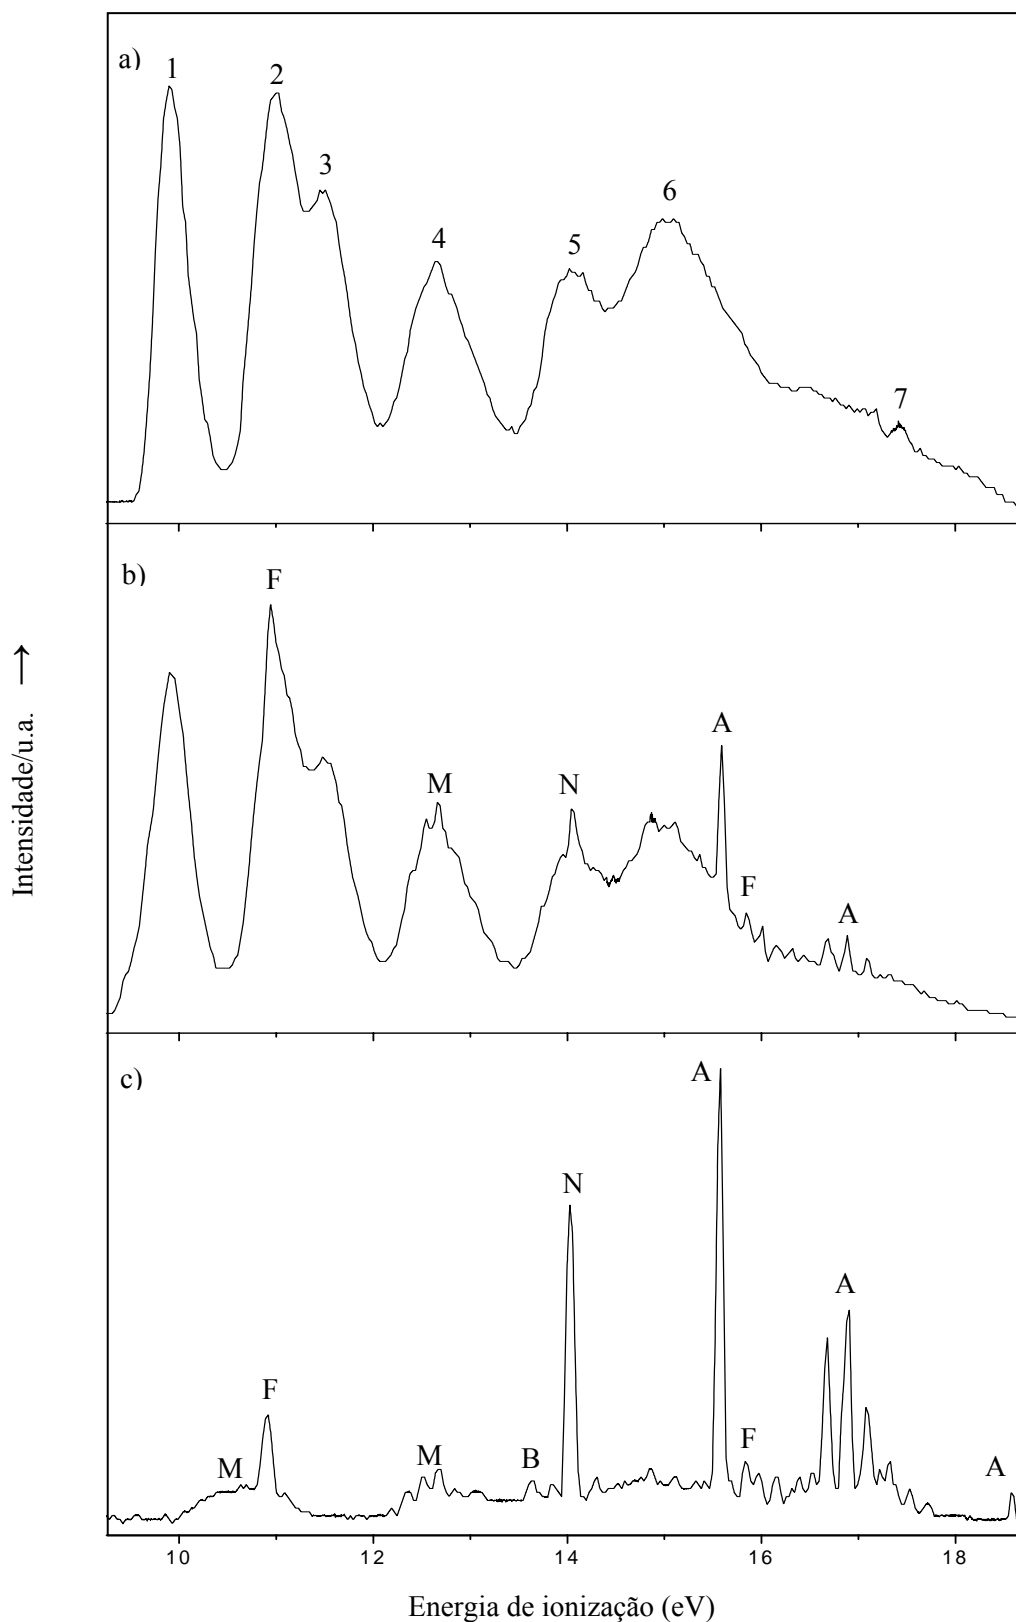 a)
1
2
3
4
5
6
7
b)
F
M
N
A
F
A
c)
M
F
M
B
N
A
F
A
A
10 12 14 16 18
Energia de ionização (eV)
Intensidade/u.a. →